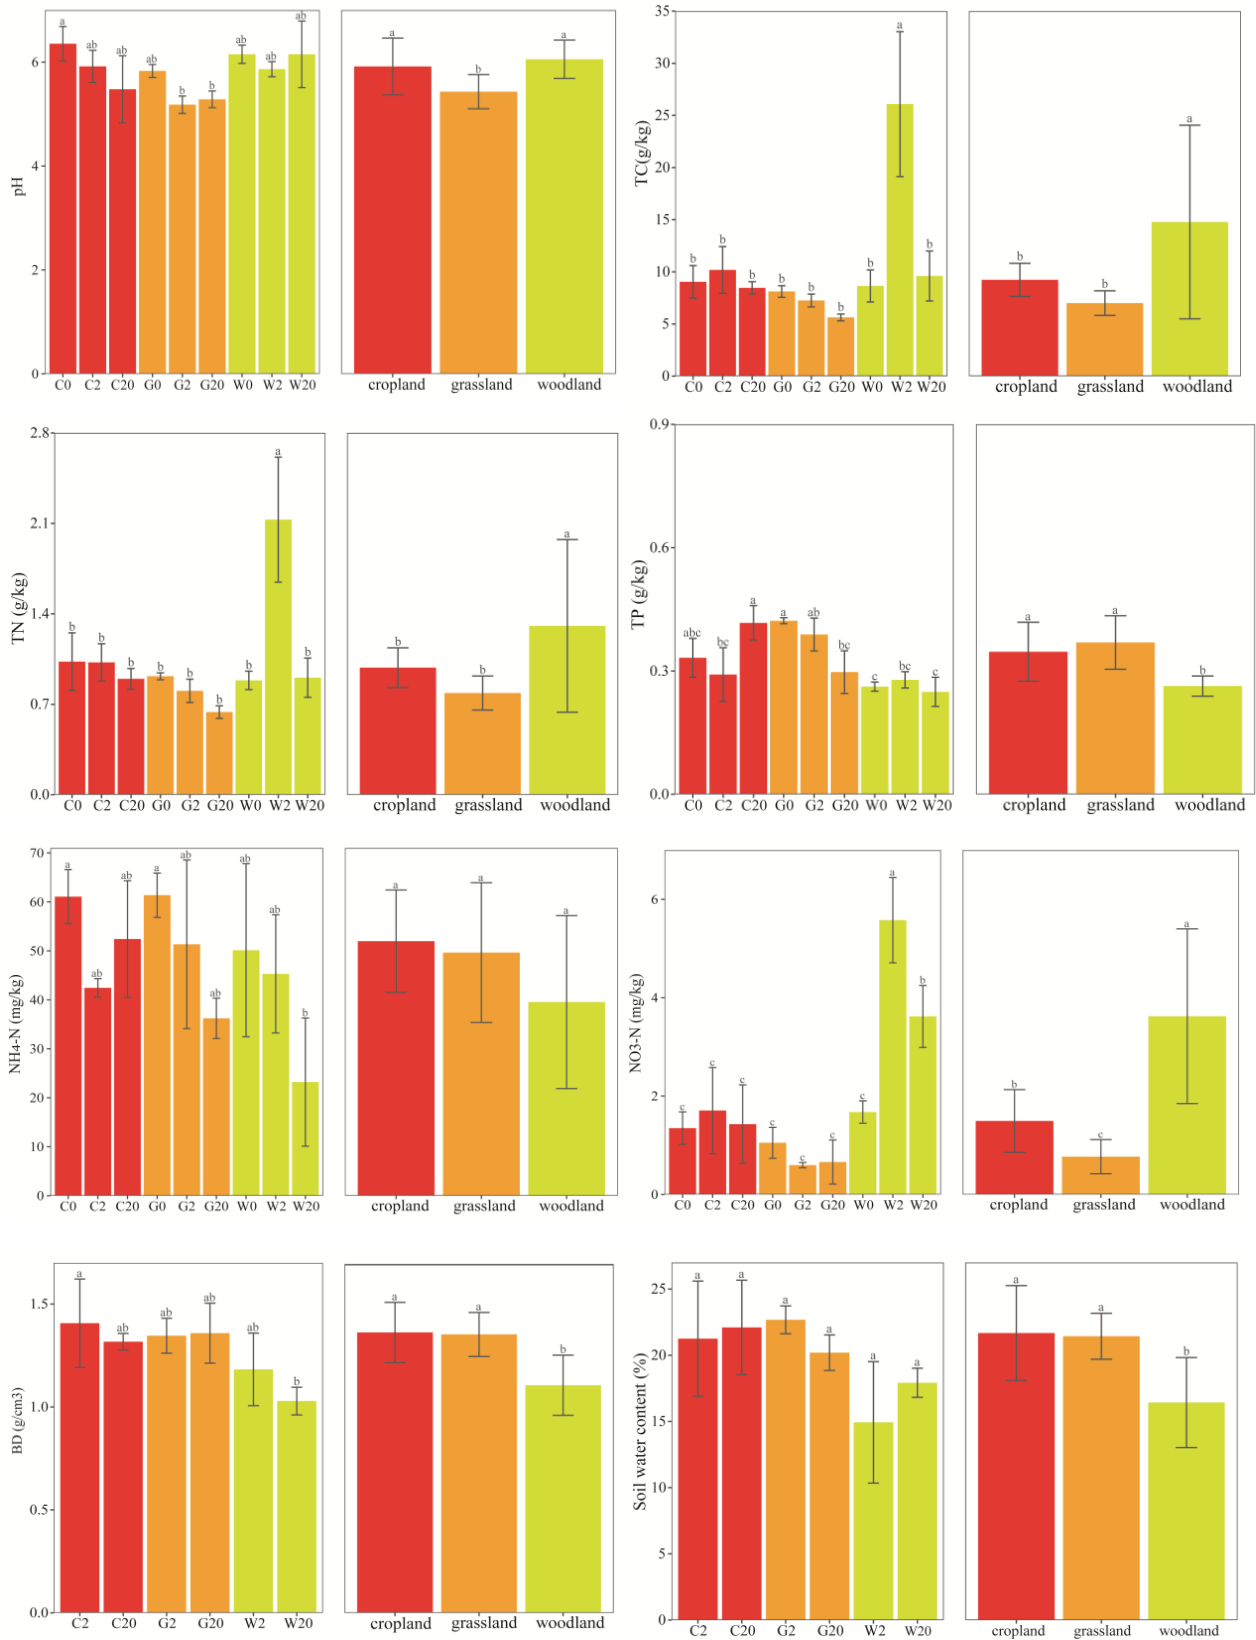 pH
6
4
2
0
a
ab
ab
ab
b
b
ab
ab
ab
C0 C2 C20 G0 G2 G20 W0 W2 W20
a
b
a
cropland grassland woodland
TC(g/kg)
35
30
25
20
15
10
5
0
b
b
b
b
b
b
b
a
b
C0 C2 C20 G0 G2 G20 W0 W2 W20
b
b
a
cropland grassland woodland
TN (g/kg)
2.8
2.1
1.4
0.7
0.0
b
b
b
b
b
b
b
a
b
C0 C2 C20 G0 G2 G20 W0 W2 W20
b
b
a
cropland grassland woodland
TP (g/kg)
0.9
0.6
0.3
0.0
abc
bc
a
a
ab
bc
c
bc
c
C0 C2 C20 G0 G2 G20 W0 W2 W20
a
a
b
cropland grassland woodland
NH4-N (mg/kg)
70
60
50
40
30
20
10
0
a
ab
ab
a
ab
ab
ab
ab
b
C0 C2 C20 G0 G2 G20 W0 W2 W20
a
a
a
cropland grassland woodland
NO3-N (mg/kg)
6
4
2
0
c
c
c
c
c
c
c
a
b
C0 C2 C20 G0 G2 G20 W0 W2 W20
b
c
a
cropland grassland woodland
BD (g/cm3)
1.5
1.0
0.5
0.0
a
ab
ab
ab
ab
b
C2 C20 G2 G20 W2 W20
a
a
b
cropland grassland woodland
Soil water content (%)
25
20
15
10
5
0
a
a
a
a
a
a
C2 C20 G2 G20 W2 W20
a
a
b
cropland grassland woodland